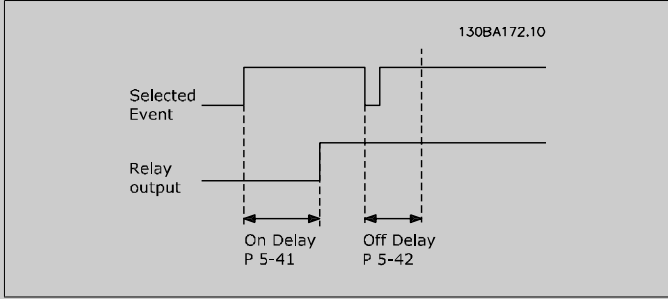 130BA172.10
Selected
Event
Relay
output
On Delay
P 5-41
Off Delay
P 5-42